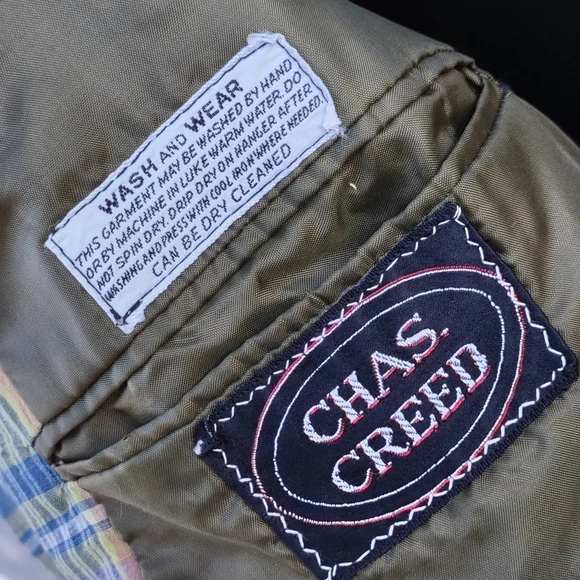 WASH AND WEAR
THIS GARMENT MAY BE WASHED BY HAND
OR BY MACHINE IN LUKE WARM WATER. DO
NOT SPIN DRY. DRIP DRY ON HANGER AFTER
WASHING AND PRESS WITH COOL IRON WHERE NEEDED.
CAN BE DRY CLEANED
CHAS.
CREED